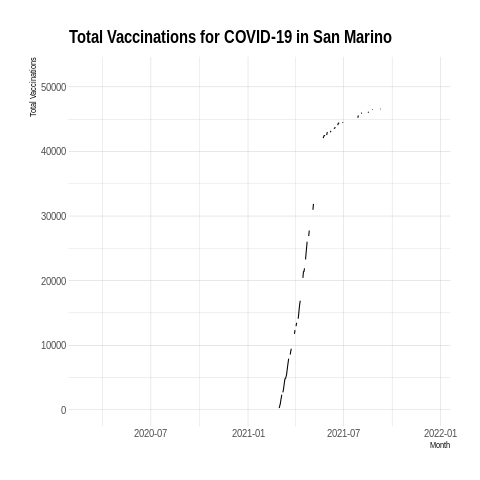 Total Vaccinations for COVID-19 in San Marino
Total Vaccinations
50000
40000
30000
20000
10000
0
2020-07 2021-01 2021-07 2022-01
Month